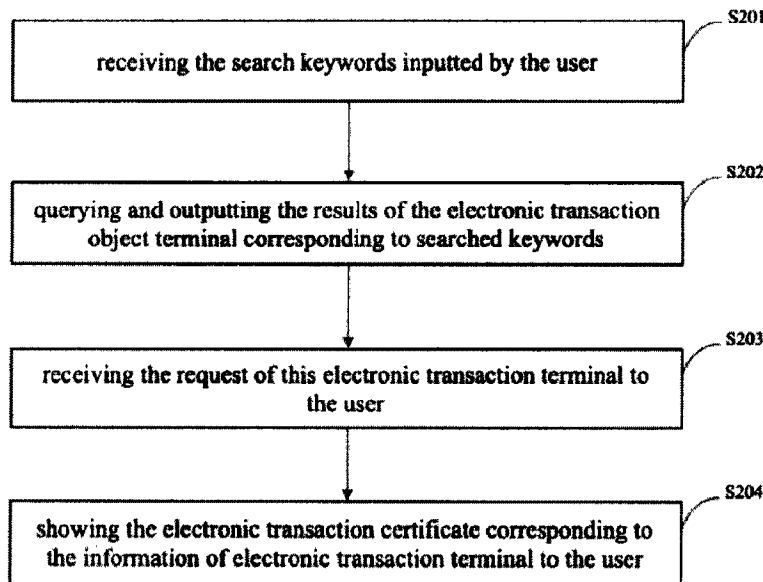 S201
receiving the search keywords inputted by the user
S202
querying and outputting the results of the electronic transaction
object terminal corresponding to searched keywords
S203
receiving the request of this electronic transaction terminal to
the user
S204
showing the electronic transaction certificate corresponding to
the information of electronic transaction terminal to the user